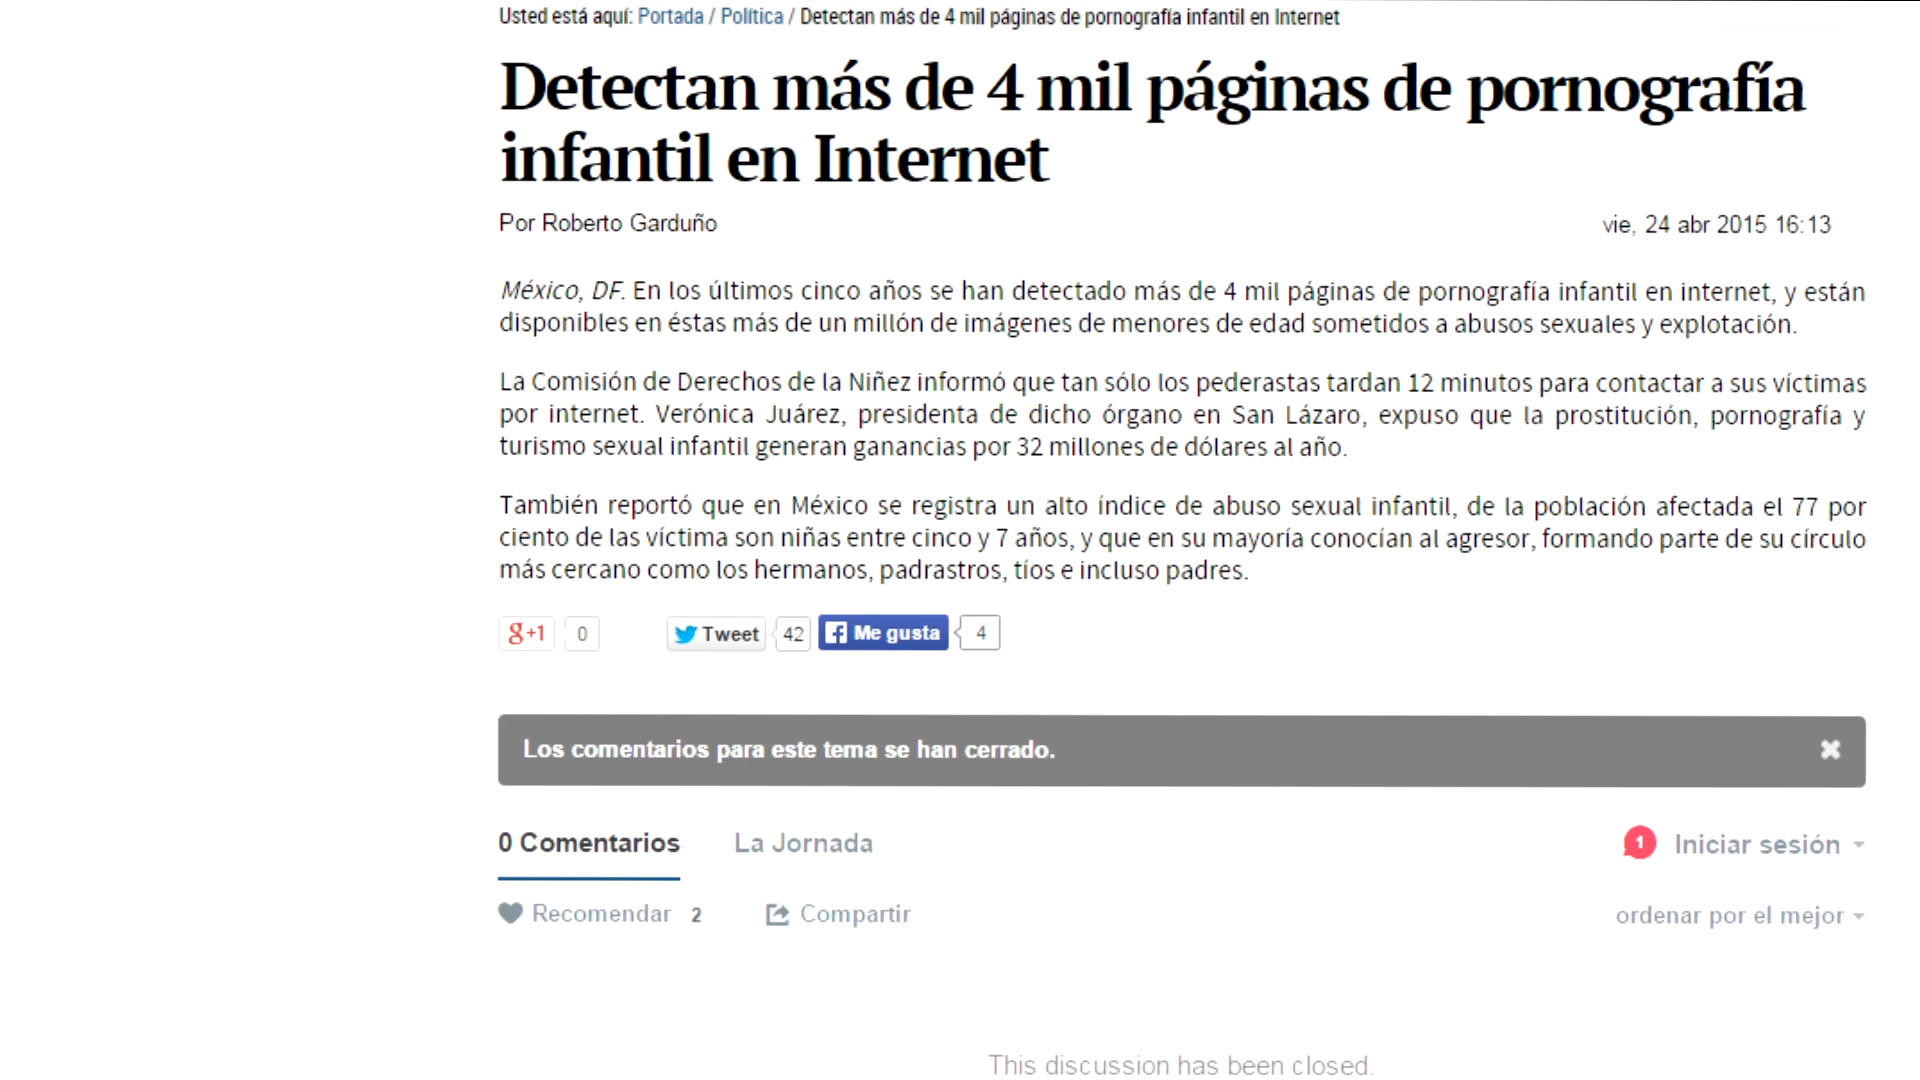 Usted está aquí: Portada / Política / Detectan más de 4 mil páginas de pornografía infantil en Internet
Detectan más de 4 mil páginas de pornografía
infantil en Internet
Por Roberto Garduño
vie, 24 abr 2015 16:13
México, DF. En los últimos cinco años se han detectado más de 4 mil páginas de pornografía infantil en internet, y están
disponibles en éstas más de un millón de imágenes de menores de edad sometidos a abusos sexuales y explotación.
La Comisión de Derechos de la Niñez informó que tan sólo los pederastas tardan 12 minutos para contactar a sus víctimas
por internet. Verónica Juárez, presidenta de dicho órgano en San Lázaro, expuso que la prostitución, pornografía y
turismo sexual infantil generan ganancias por 32 millones de dólares al año.
También reportó que en México se registra un alto índice de abuso sexual infantil, de la población afectada el 77 por
ciento de las víctima son niñas entre cinco y 7 años, y que en su mayoría conocían al agresor, formando parte de su círculo
más cercano como los hermanos, padrastros, tíos e incluso padres.
g+1 0 Tweet 42 Me gusta 4
Los comentarios para este tema se han cerrado.
0 Comentarios La Jornada 1 Iniciar sesión
Recomendar 2 Compartir ordenar por el mejor
This discussion has been closed.